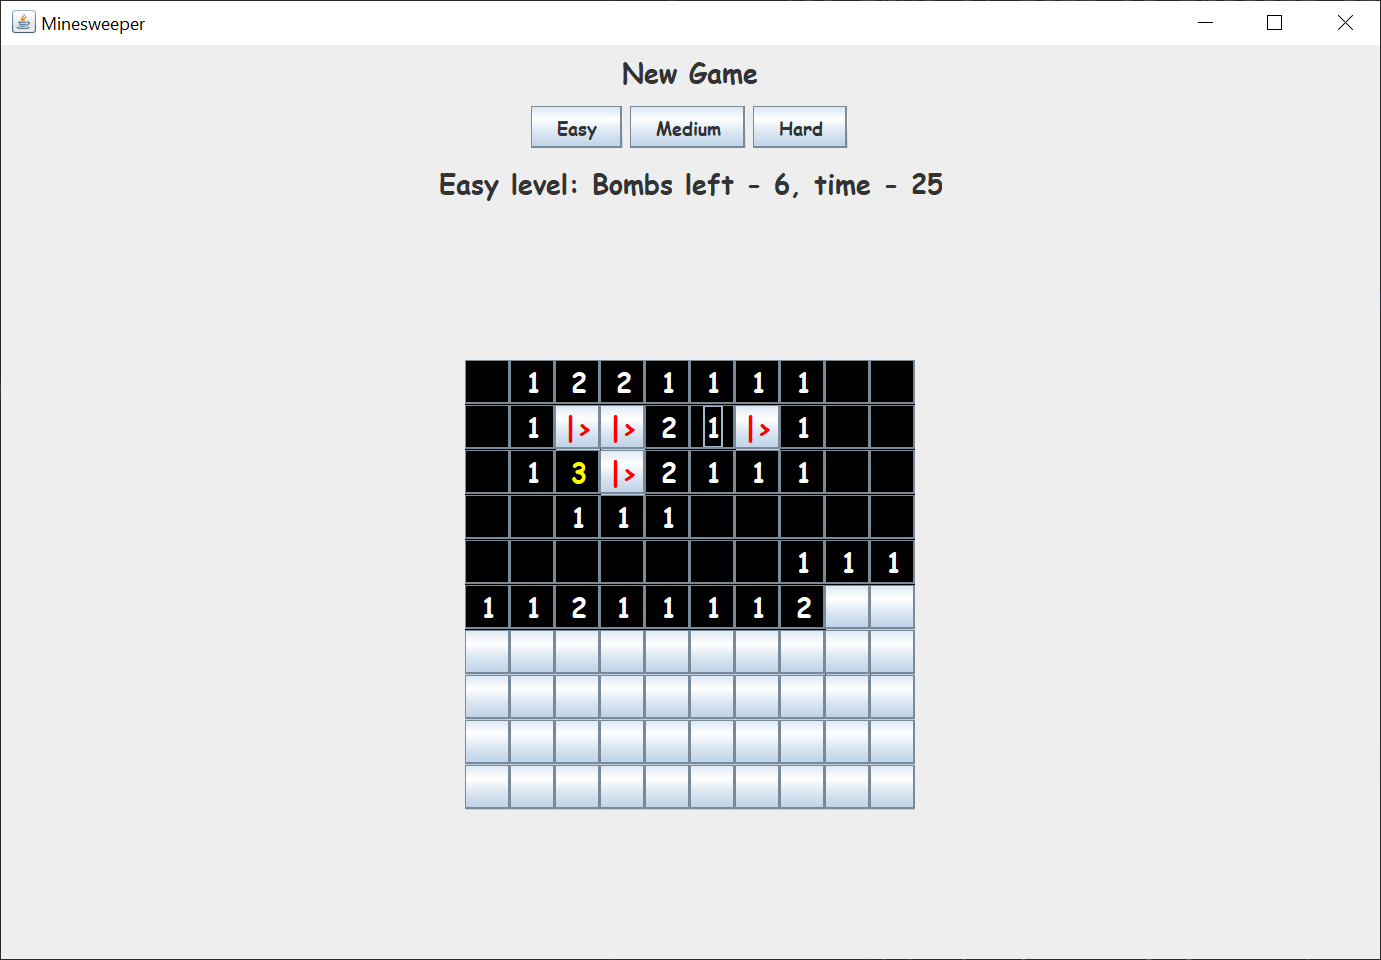 Minesweeper
New Game
Easy Medium Hard
Easy level: Bombs left - 6, time - 25
1 2 2 1 1 1 1
1 |> |> 2 1 |> 1
1 3 |> 2 1 1 1
1 1 1
1 1 1
1 1 2 1 1 1 1 2